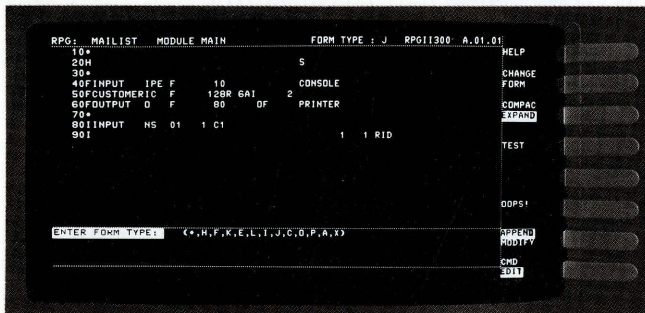 RPG: MAILIST MODULE MAIN FORM TYPE : J RPGII300 A.01.01
10*
20H S
30*
40FINPUT IPE F 10 CONSOLE
50FCUSTOMERIC F 128R 6AI 2
60FOUTPUT O F 80 OF PRINTER
70*
80IINPUT NS 01 1 C1
90I 1 1 RID
HELP
CHANGE
FORM
COMPAC
EXPAND
TEST
OOPS!
ENTER FORM TYPE: (*,H,F,K,E,L,I,J,C,O,P,A,X)
APPEND
MODIFY
CMD
EDIT